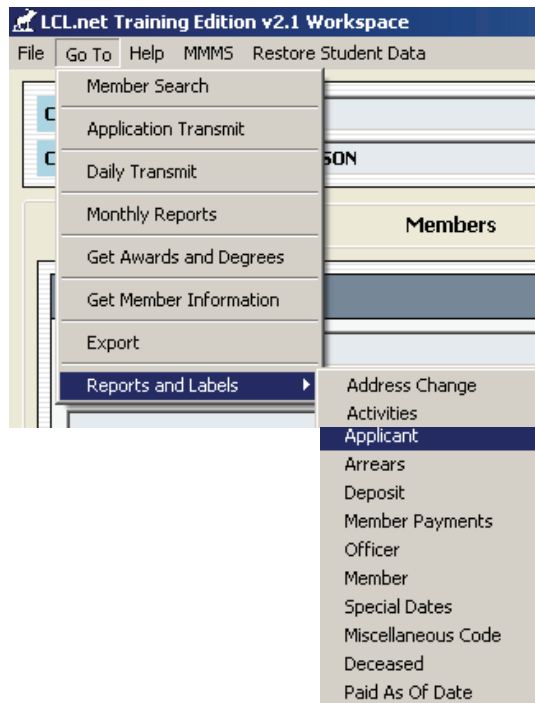 LCL.net Training Edition v2.1 Workspace
File Go To Help MMMS Restore Student Data
Member Search
C
Application Transmit
C SON
Daily Transmit
Monthly Reports
Members
Get Awards and Degrees
Get Member Information
Export
Reports and Labels
Address Change
Activities
Applicant
Arrears
Deposit
Member Payments
Officer
Member
Special Dates
Miscellaneous Code
Deceased
Paid As Of Date